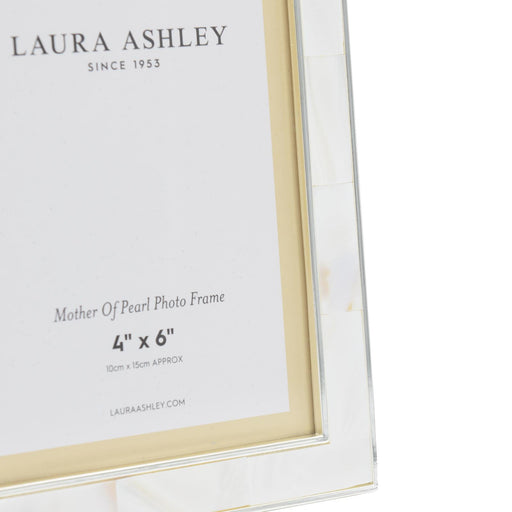 LAURA ASHLEY
SINCE 1953
Mother Of Pearl Photo Frame
4" x 6"
10cm x 15cm APPROX
LAURAASHLEY.COM